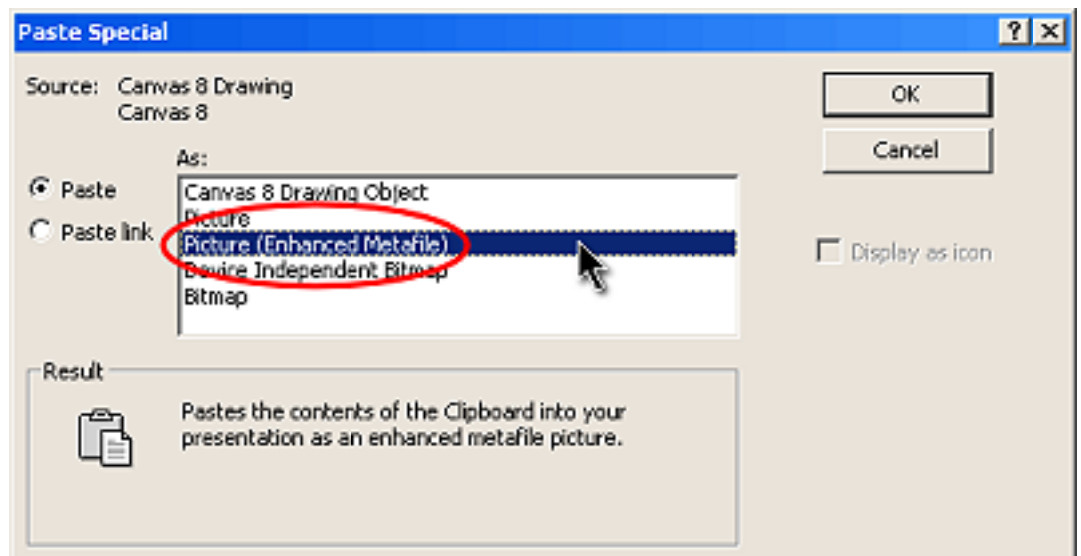 Paste Special
Source: Canvas 8 Drawing
Canvas 8
OK
Cancel
As:
Paste
Paste link
Canvas 8 Drawing Object
Picture
Picture (Enhanced Metafile)
Device Independent Bitmap
Bitmap
Display as icon
Result
Pastes the contents of the Clipboard into your
presentation as an enhanced metafile picture.